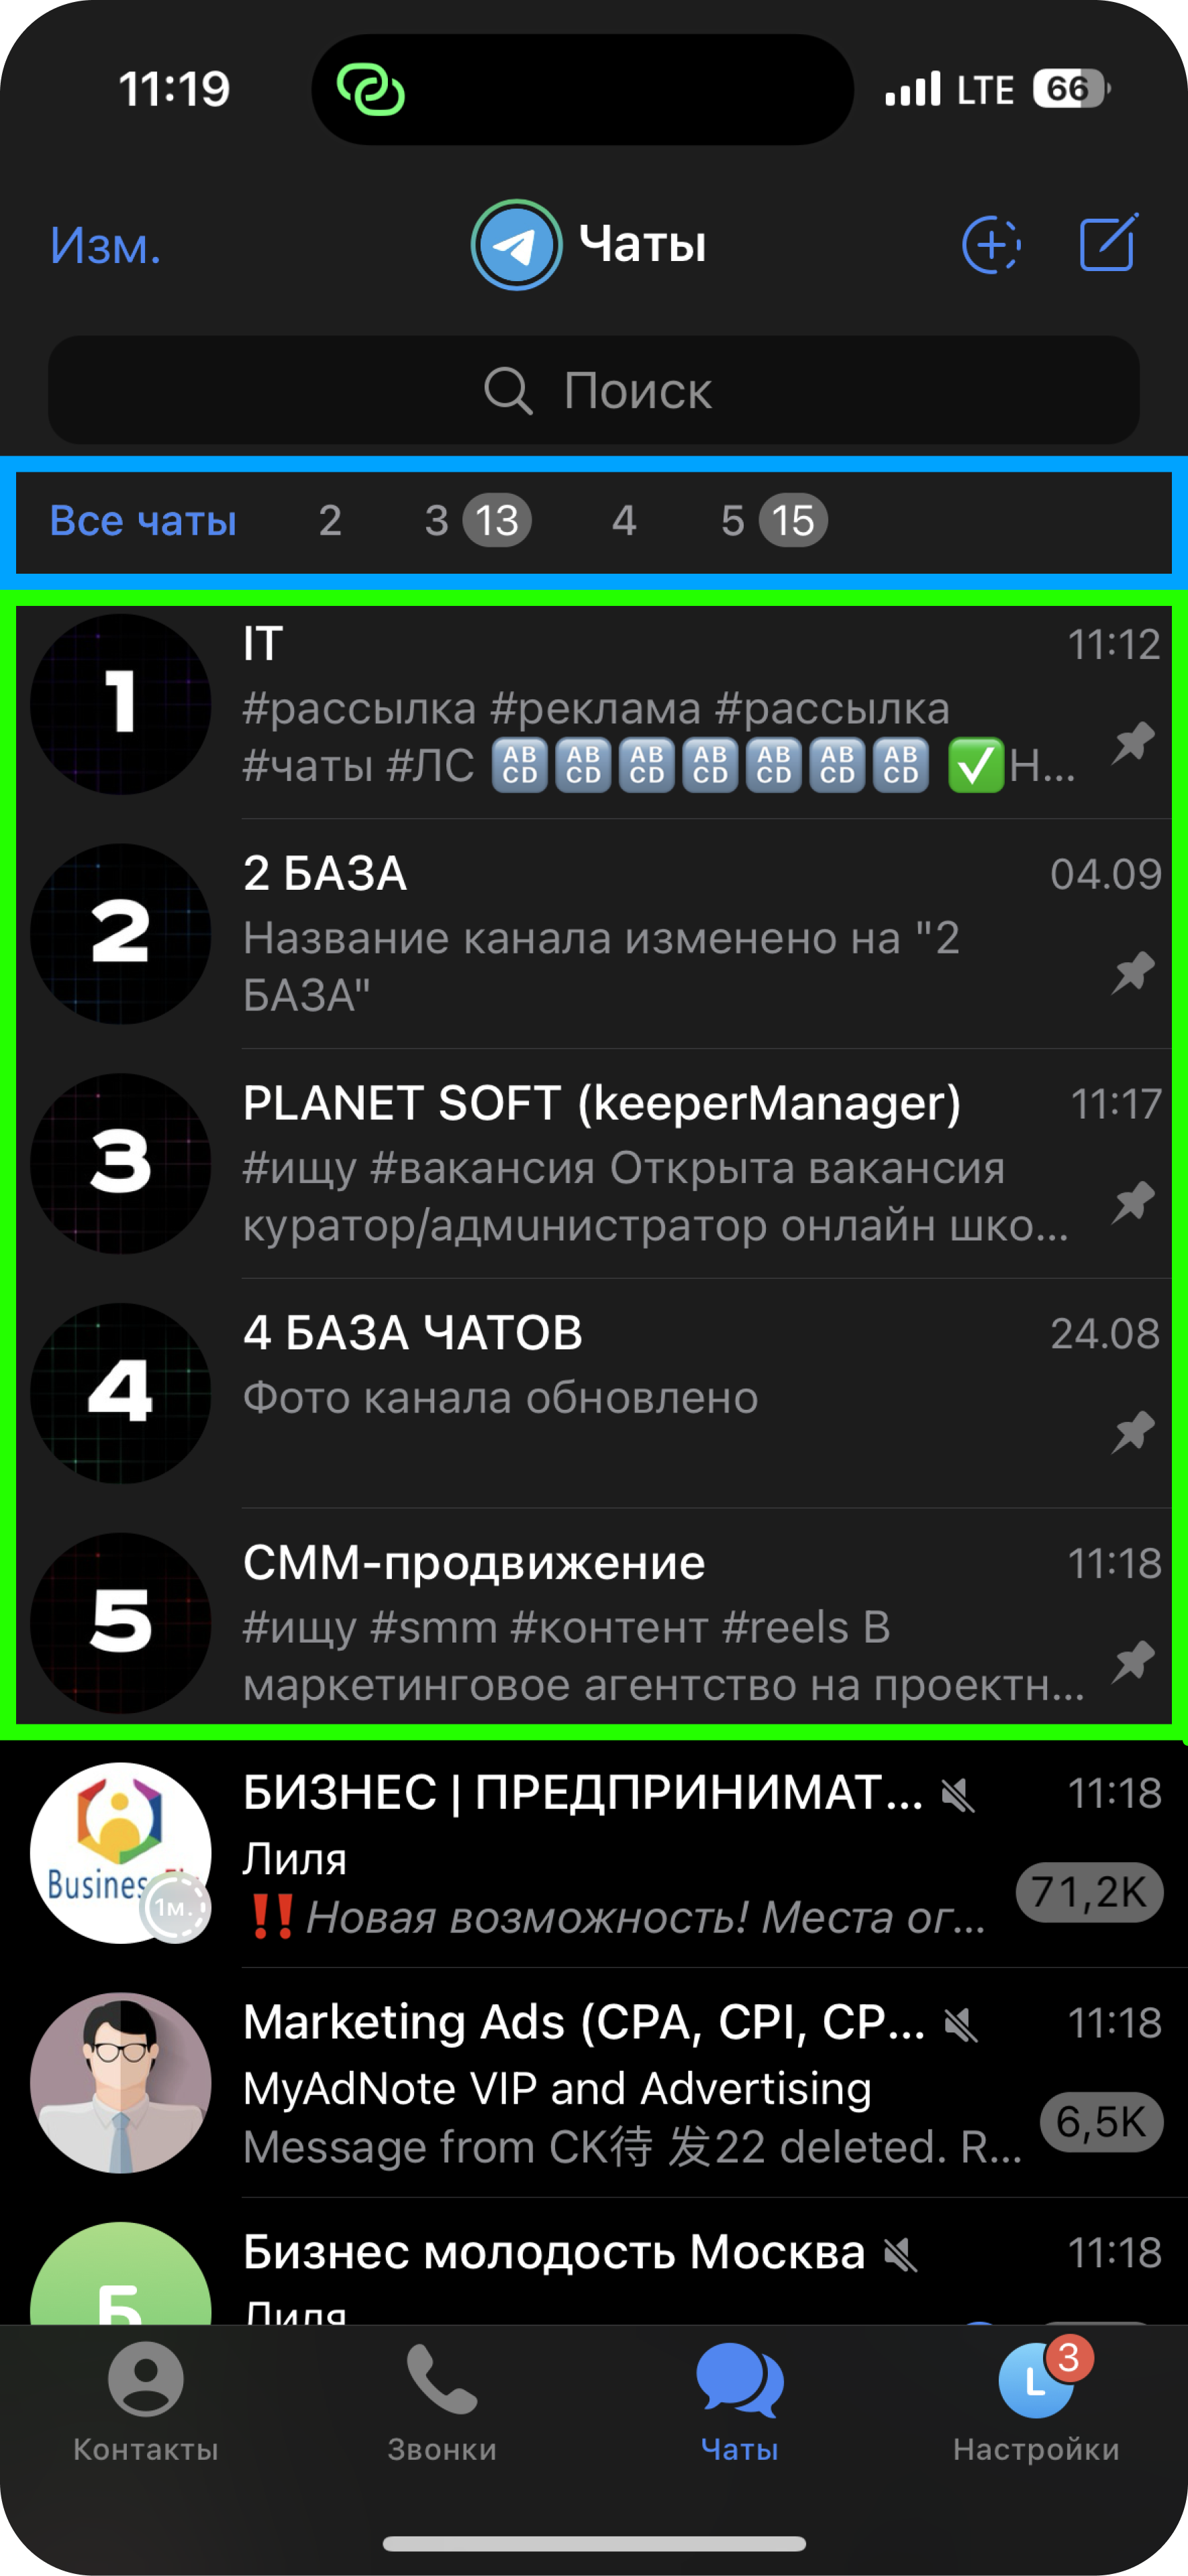 11:19 LTE 66
Изм. Чаты
Поиск
Все чаты 2 3 13 4 5 15
1 IT 11:12
#рассылка #реклама #рассылка
#чаты #ЛС 🔠🔠🔠🔠🔠🔠🔠 ✅Н...
2 2 БАЗА 04.09
Название канала изменено на "2
БАЗА"
3 PLANET SOFT (keeperManager) 11:17
#ищу #вакансия Открыта вакансия
куратор/адмuнистратор онлайн шко...
4 4 БАЗА ЧАТОВ 24.08
Фото канала обновлено
5 СММ-продвижение 11:18
#ищу #smm #контент #reels В
маркетинговое агентство на проектн...
БИЗНЕС | ПРЕДПРИНИМАТ... 11:18
Лиля
Busines 1м.
‼️Новая возможность! Места ог... 71,2K
Marketing Ads (CPA, CPI, CP... 11:18
MyAdNote VIP and Advertising
Message from CK待 发22 deleted. R... 6,5K
Бизнес молодость Москва 11:18
Б Лиля
L 3
Контакты Звонки Чаты Настройки